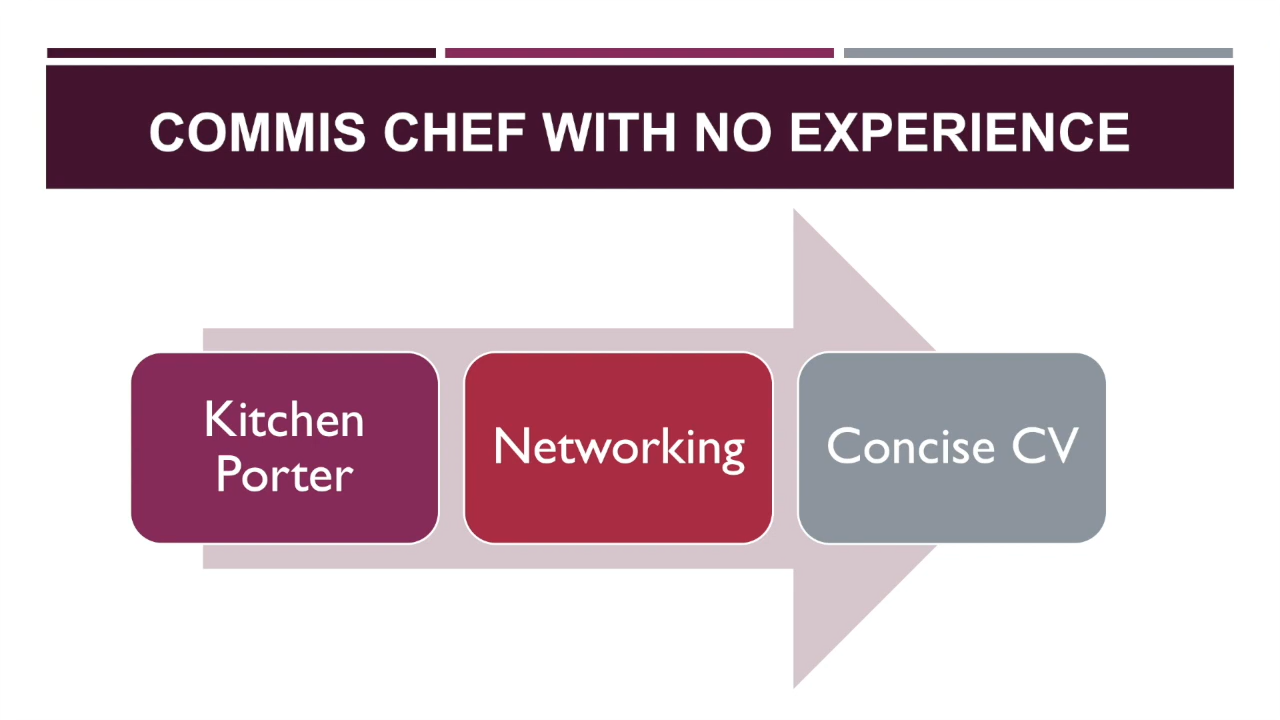 COMMIS CHEF WITH NO EXPERIENCE
Kitchen
Porter
Networking
Concise CV